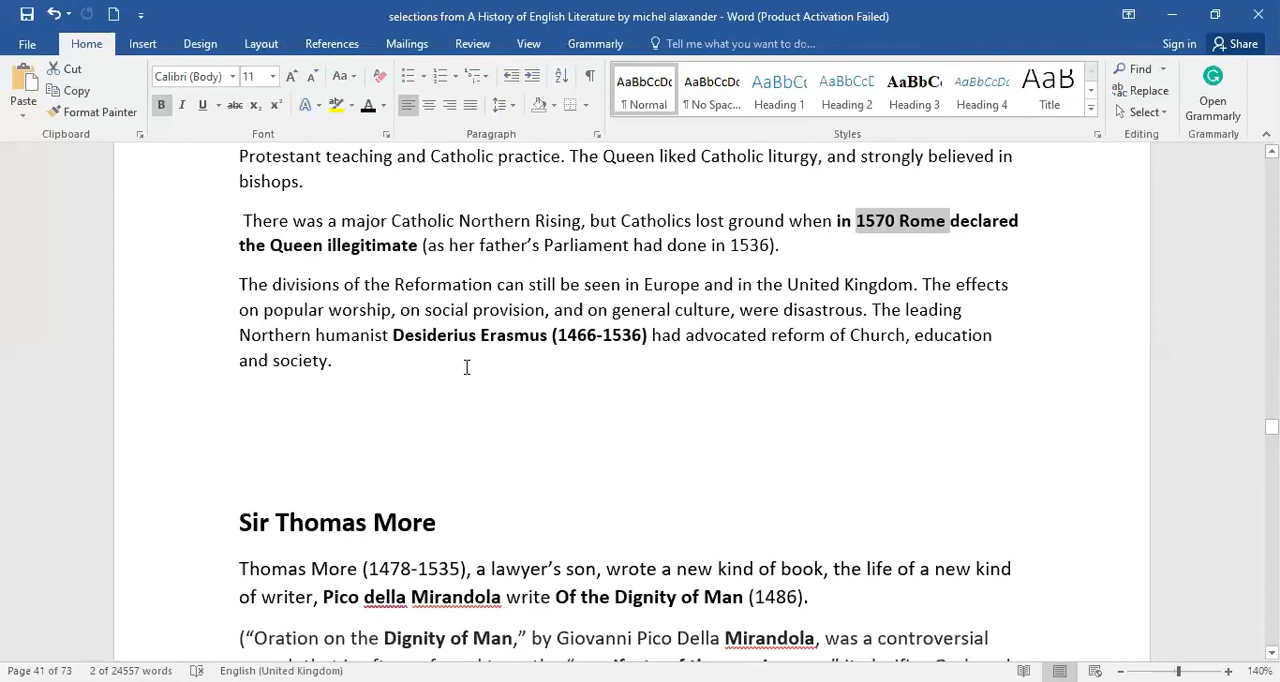 selections from A History of English Literature by michel alaxander - Word (Product Activation Failed)
File Home Insert Design Layout References Mailings Review View Grammarly Tell me what you want to do... Sign in Share
Paste Cut Copy Format Painter
Clipboard
Calibri (Body) 11 Aa
B I U abc x₂ x² A ab A
Font
Paragraph
AaBbCcDc AaBbCcDc AaBbCc AaBbCcD AaBbC AaBbCcD AaB
¶ Normal ¶ No Spac... Heading 1 Heading 2 Heading 3 Heading 4 Title
Styles
Find
Replace
Select
Editing
Open Grammarly
Grammarly
Protestant teaching and Catholic practice. The Queen liked Catholic liturgy, and strongly believed in
bishops.
There was a major Catholic Northern Rising, but Catholics lost ground when in 1570 Rome declared
the Queen illegitimate (as her father’s Parliament had done in 1536).
The divisions of the Reformation can still be seen in Europe and in the United Kingdom. The effects
on popular worship, on social provision, and on general culture, were disastrous. The leading
Northern humanist Desiderius Erasmus (1466-1536) had advocated reform of Church, education
and society.
Sir Thomas More
Thomas More (1478-1535), a lawyer’s son, wrote a new kind of book, the life of a new kind
of writer, Pico della Mirandola write Of the Dignity of Man (1486).
(“Oration on the Dignity of Man,” by Giovanni Pico Della Mirandola, was a controversial
Page 41 of 73 2 of 24557 words English (United Kingdom) 140%